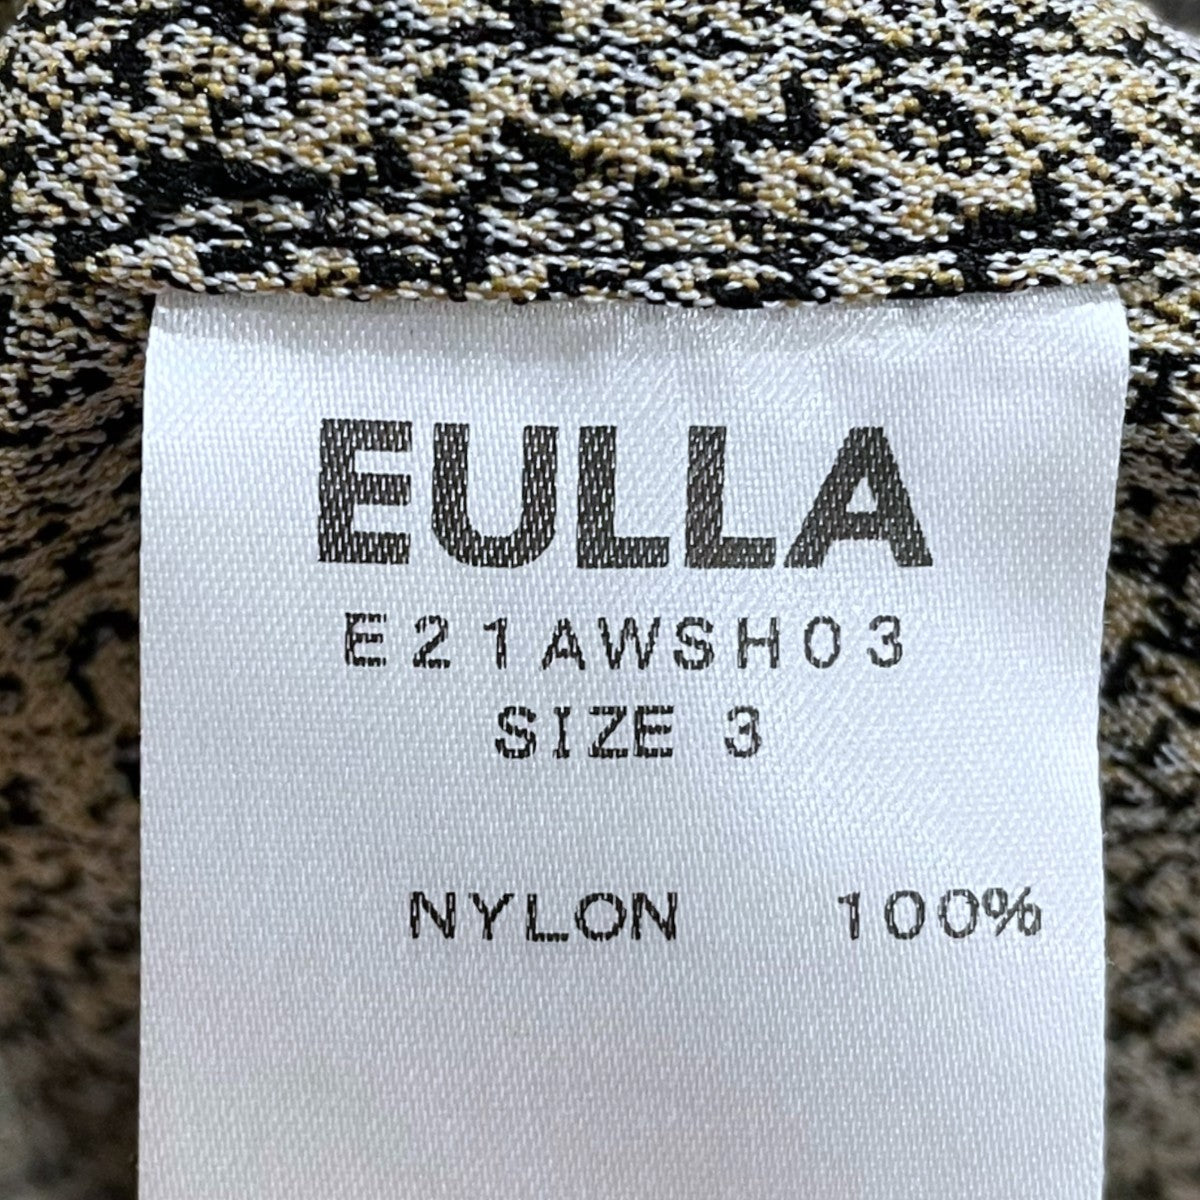 EULLA
E21AWSH03
SIZE 3
NYLON 100%